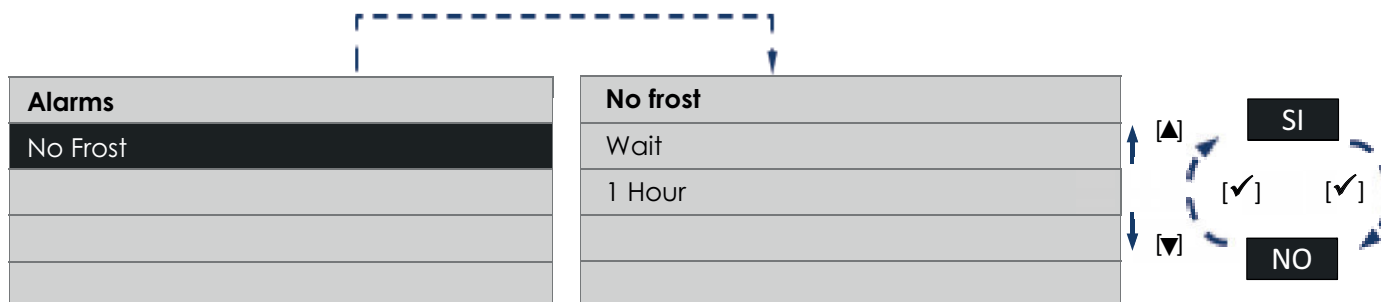 Alarms
No Frost
No frost
Wait
1 Hour
[▲]
[▼]
SI
[✔] [✔]
NO